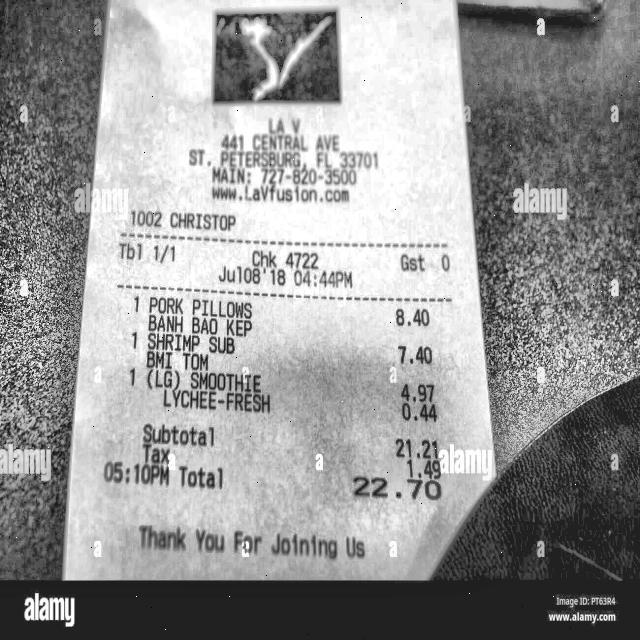 LA V
441 CENTRAL AVE
ST. PETERSBURG, FL 33701
MAIN: 727-820-3500
www.LaVfusion.com
1002 CHRISTOP
Tbl 1/1 Chk 4722 Gst 0
Jul08'18 04:44PM
1 PORK PILLOWS 8.40
BANH BAO KEP
1 SHRIMP SUB 7.40
BMI TOM
1 (LG) SMOOTHIE 4.97
LYCHEE-FRESH 0.44
Subtotal 21.21
Tax 1.49
05:10PM Total 22.70
Thank You For Joining Us
alamy
alamy
alamy
alamy
alamy
Image ID: PT63R4
www.alamy.com